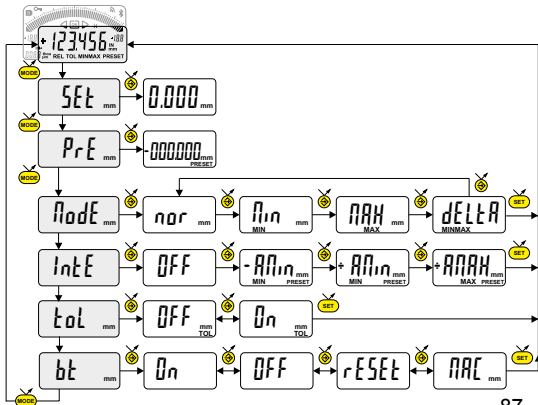 + 123.456 IN mm
REL TOL MINMAX PRESET
MODE
SEt mm
0.000 mm
MODE
PrE mm
-000.000 mm
PRESET
MODE
ModE mm
nor mm
Min mm
MIN
MAX mm
MAX
dELtA
MINMAX
SET
IntE mm
OFF mm
-AMin mm
MIN PRESET
÷AMin mm
MIN PRESET
÷AMAX mm
MAX PRESET
SET
tol mm
OFF mm
TOL
On mm
TOL
SET
bt mm
On
OFF
rESEt
MAC mm
SET
MODE
87